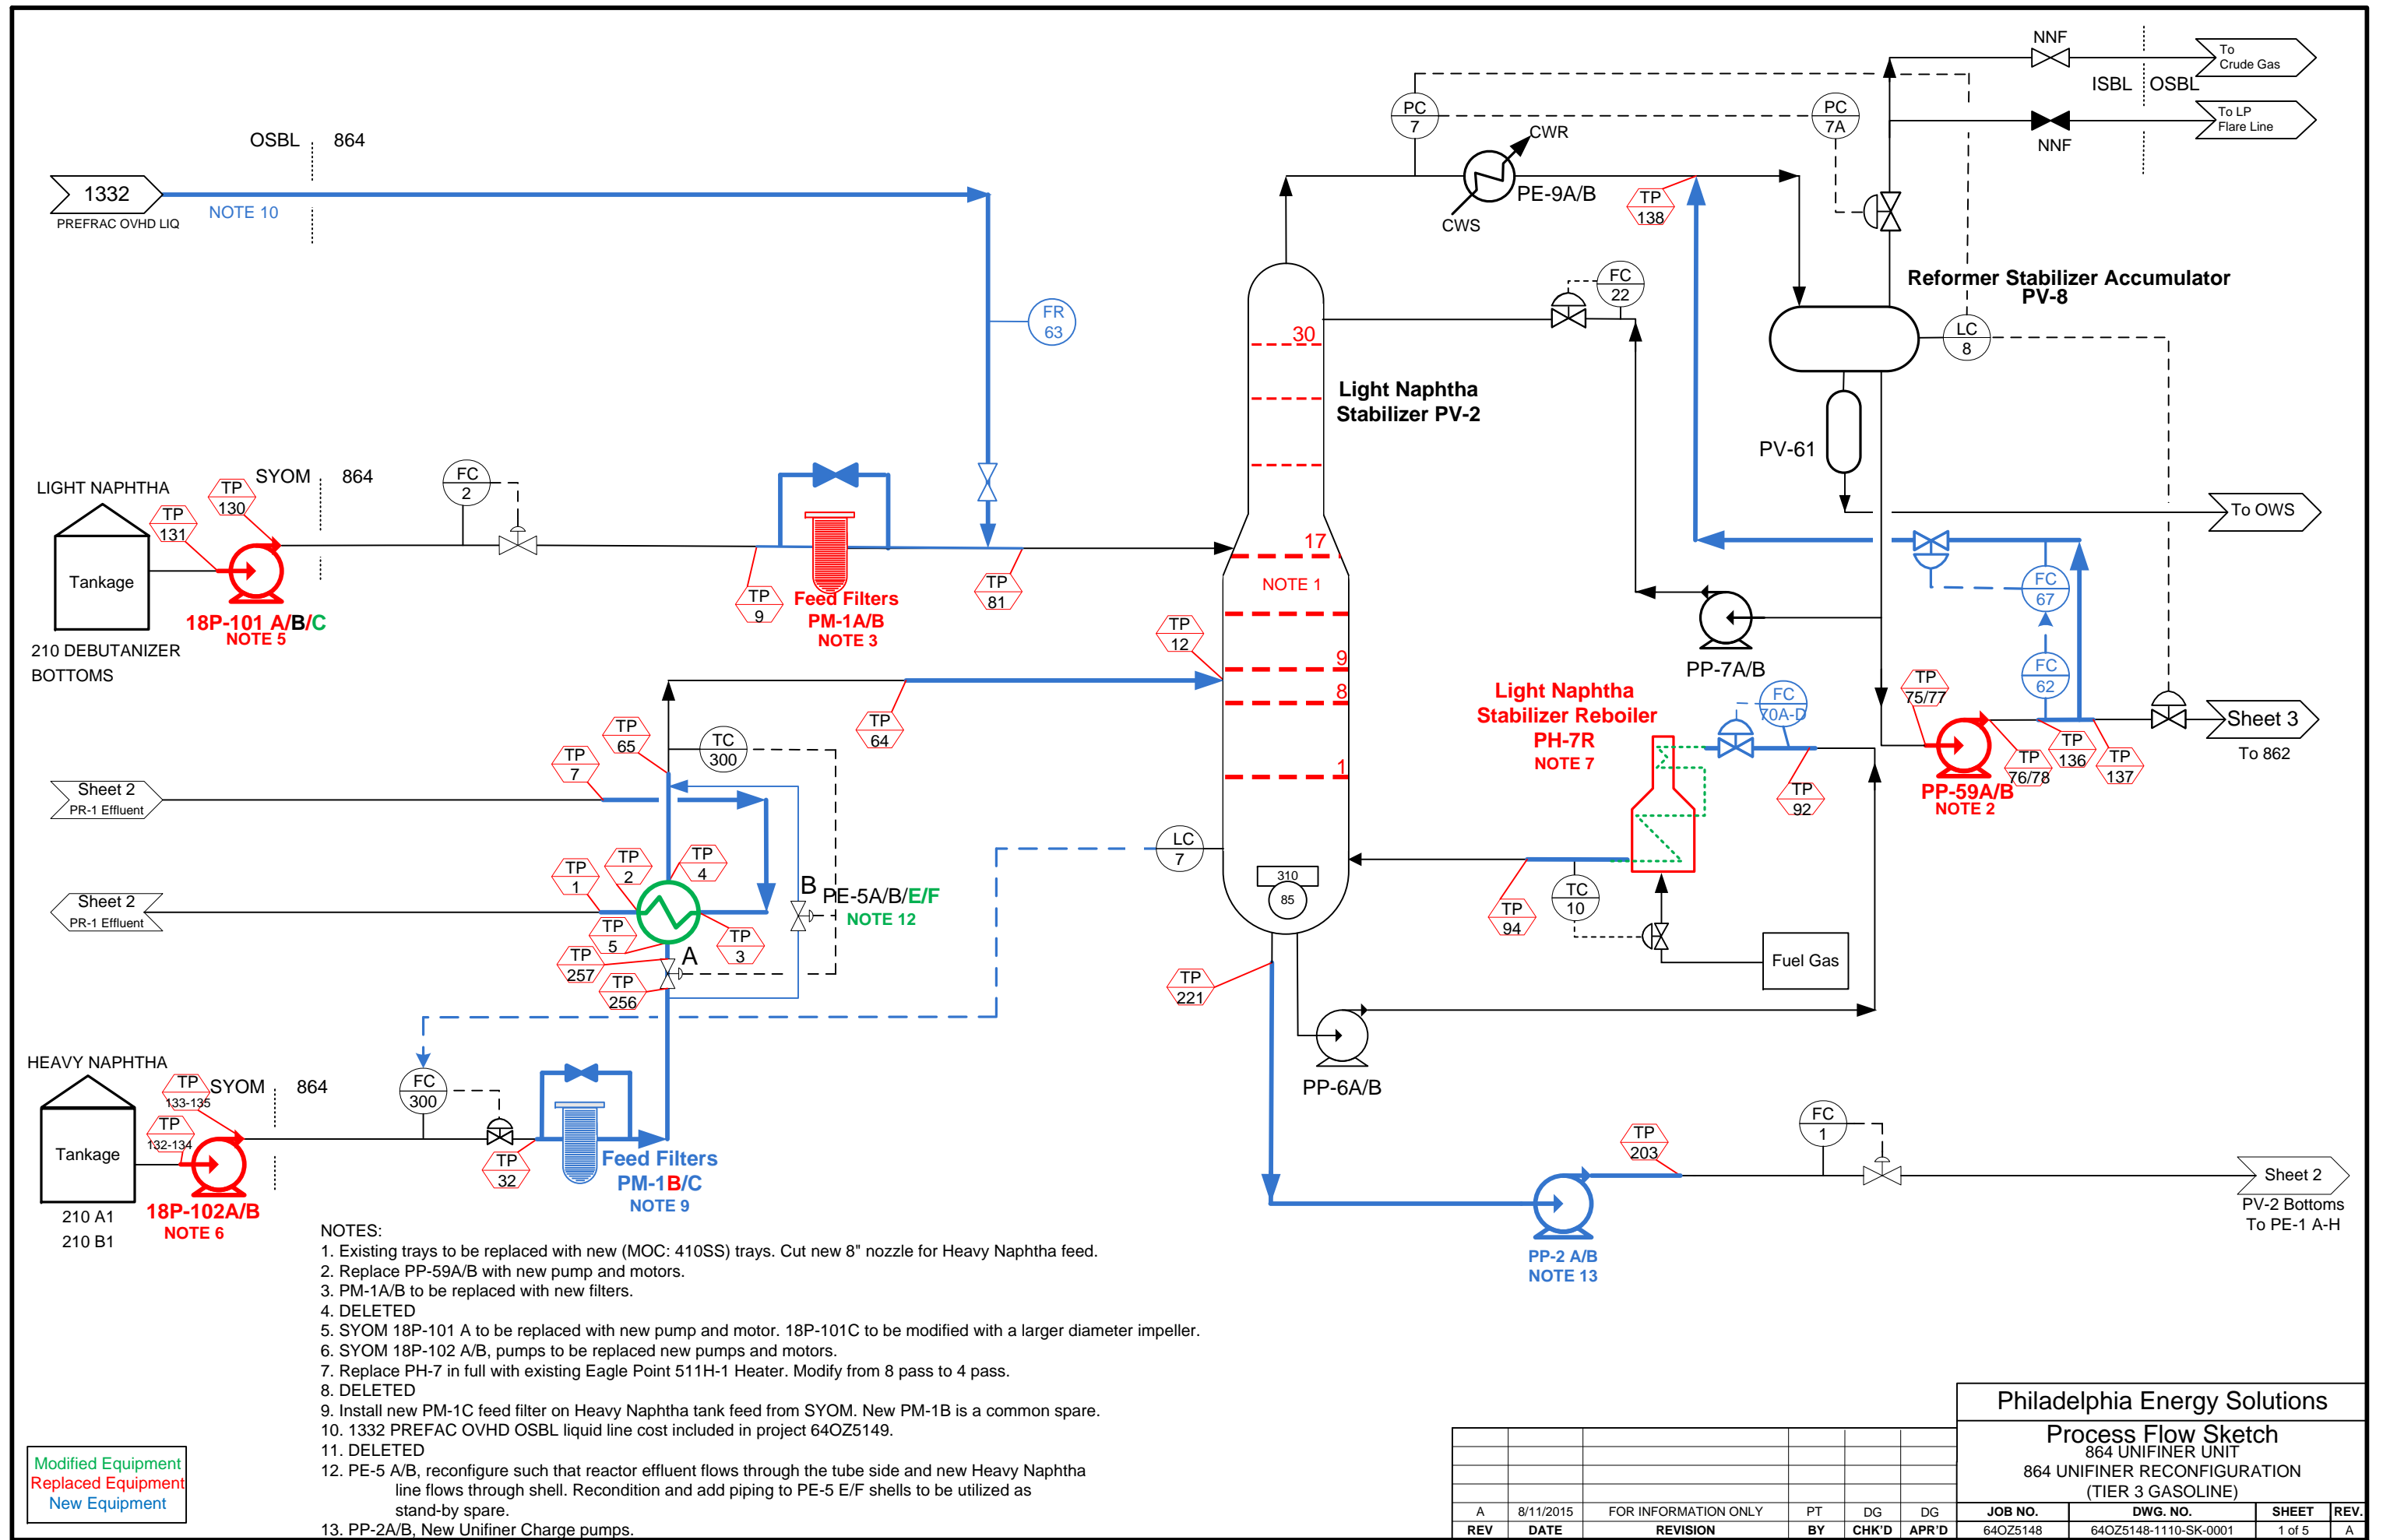 NNF
To
Crude Gas
ISBL
OSBL
PC
7
PC
7A
To LP
Flare Line
NNF
CWR
PE-9A/B
CWS
TP
138
OSBL
864
1332
PREFRAC OVHD LIQ
NOTE 10
FR
63
FC
22
Reformer Stabilizer Accumulator
PV-8
LC
8
30
Light Naphtha
Stabilizer PV-2
PV-61
To OWS
LIGHT NAPHTHA
TP
130
SYOM
864
TP
131
Tankage
FC
2
18P-101 A/B/C
NOTE 5
210 DEBUTANIZER
BOTTOMS
TP
9
Feed Filters
PM-1A/B
NOTE 3
TP
81
17
NOTE 1
TP
12
9
8
1
PP-7A/B
FC
67
FC
62
TP
75/77
TP
76/78
TP
136
TP
137
PP-59A/B
NOTE 2
Sheet 3
To 862
Light Naphtha
Stabilizer Reboiler
PH-7R
NOTE 7
FC
70A-D
TP
92
TP
64
TP
65
TC
300
TP
7
Sheet 2
PR-1 Effluent
TP
1
TP
2
TP
4
Sheet 2
PR-1 Effluent
B
PE-5A/B/E/F
NOTE 12
TP
5
TP
3
TP
257
A
TP
256
LC
7
310
85
TC
10
TP
94
Fuel Gas
TP
221
PP-6A/B
HEAVY NAPHTHA
TP
133-135
SYOM
864
TP
132-134
Tankage
FC
300
TP
32
Feed Filters
PM-1B/C
NOTE 9
18P-102A/B
NOTE 6
210 A1
210 B1
TP
203
FC
1
Sheet 2
PV-2 Bottoms
To PE-1 A-H
PP-2 A/B
NOTE 13
NOTES:
1. Existing trays to be replaced with new (MOC: 410SS) trays. Cut new 8" nozzle for Heavy Naphtha feed.
2. Replace PP-59A/B with new pump and motors.
3. PM-1A/B to be replaced with new filters.
4. DELETED
5. SYOM 18P-101 A to be replaced with new pump and motor. 18P-101C to be modified with a larger diameter impeller.
6. SYOM 18P-102 A/B, pumps to be replaced new pumps and motors.
7. Replace PH-7 in full with existing Eagle Point 511H-1 Heater. Modify from 8 pass to 4 pass.
8. DELETED
9. Install new PM-1C feed filter on Heavy Naphtha tank feed from SYOM. New PM-1B is a common spare.
10. 1332 PREFAC OVHD OSBL liquid line cost included in project 64OZ5149.
11. DELETED
12. PE-5 A/B, reconfigure such that reactor effluent flows through the tube side and new Heavy Naphtha
line flows through shell. Recondition and add piping to PE-5 E/F shells to be utilized as
stand-by spare.
13. PP-2A/B, New Unifiner Charge pumps.
Modified Equipment
Replaced Equipment
New Equipment
Philadelphia Energy Solutions
Process Flow Sketch
864 UNIFINER UNIT
864 UNIFINER RECONFIGURATION
(TIER 3 GASOLINE)
A 8/11/2015 FOR INFORMATION ONLY PT DG DG
REV DATE REVISION BY CHK'D APR'D
JOB NO. DWG. NO. SHEET REV.
64OZ5148 64OZ5148-1110-SK-0001 1 of 5 A